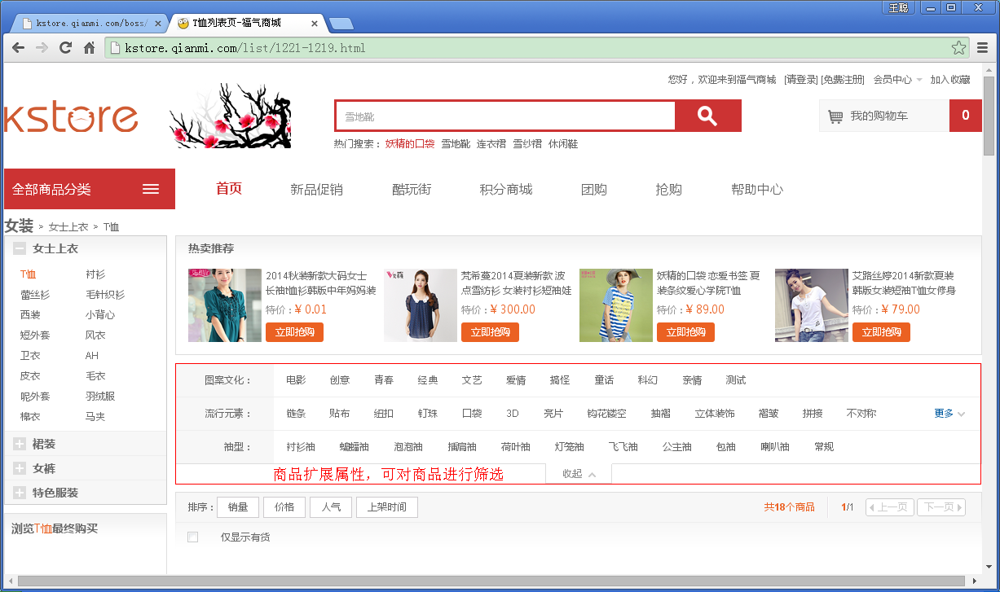 王聪
kstore.qianmi.com/boss/
T恤列表页-福气商城
kstore.qianmi.com/list/1221-1219.html
您好，欢迎来到福气商城 [请登录] [免费注册] 会员中心 加入收藏
kstore
雪地靴
我的购物车 0
热门搜索： 妖精的口袋 雪地靴 连衣裙 雪纺裙 休闲鞋
全部商品分类 首页 新品促销 酷玩街 积分商城 团购 抢购 帮助中心
女装 > 女士上衣 > T恤
女士上衣
T恤 衬衫
蕾丝衫 毛针织衫
西装 小背心
短外套 风衣
卫衣 AH
皮衣 毛衣
呢外套 羽绒服
棉衣 马夹
裙装
女裤
特色服装
浏览T恤最终购买
热卖推荐
2014秋装新款大码女士
长袖t恤衫韩版中年妈妈装
特价：¥ 0.01
立即抢购
梵希蔓2014夏装新款 波
点雪纺衫 女装衬衫短袖娃
特价：¥ 300.00
立即抢购
妖精的口袋 恋爱书签 夏
装条纹爱心学院T恤
特价：¥ 89.00
立即抢购
艾路丝婷2014新款夏装
韩版女装短袖T恤女修身
特价：¥ 79.00
立即抢购
图案文化： 电影 创意 青春 经典 文艺 爱情 搞怪 童话 科幻 亲情 测试
流行元素： 链条 贴布 纽扣 钉珠 口袋 3D 亮片 钩花镂空 抽褶 立体装饰 褶皱 拼接 不对称 更多
袖型： 衬衫袖 蝙蝠袖 泡泡袖 插肩袖 荷叶袖 灯笼袖 飞飞袖 公主袖 包袖 喇叭袖 常规
商品扩展属性，可对商品进行筛选 收起
排序： 销量 价格 人气 上架时间 共18个商品 1/1 上一页 下一页
仅显示有货